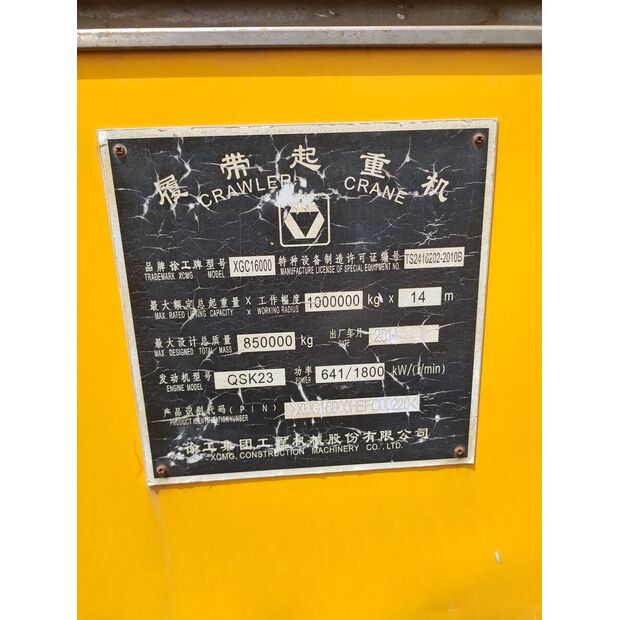 履带起重机
CRAWLER CRANE
品牌 徐工牌 型号 XGC16000 特种设备制造许可证编号 TS2410202-2010B
TRADEMARK XCMG MODEL MANUFACTURE LICENSE OF SPECIAL EQUIPMENT NO.
最大额定总起重量 × 工作幅度 1000000 kg × 14 m
MAX. RATED LIFTING CAPACITY × WORKING RADIUS
最大设计总质量 850000 kg 出厂年月
MAX. DESIGNED TOTAL MASS DATE
发动机型号 QSK23 功率 641/1800 kW/(r/min)
ENGINE MODEL POWER
产品识别代码(PIN)
PRODUCT IDENTIFICATION NUMBER
徐工集团工程机械股份有限公司
XCMG. CONSTRUCTION MACHINERY CO., LTD.